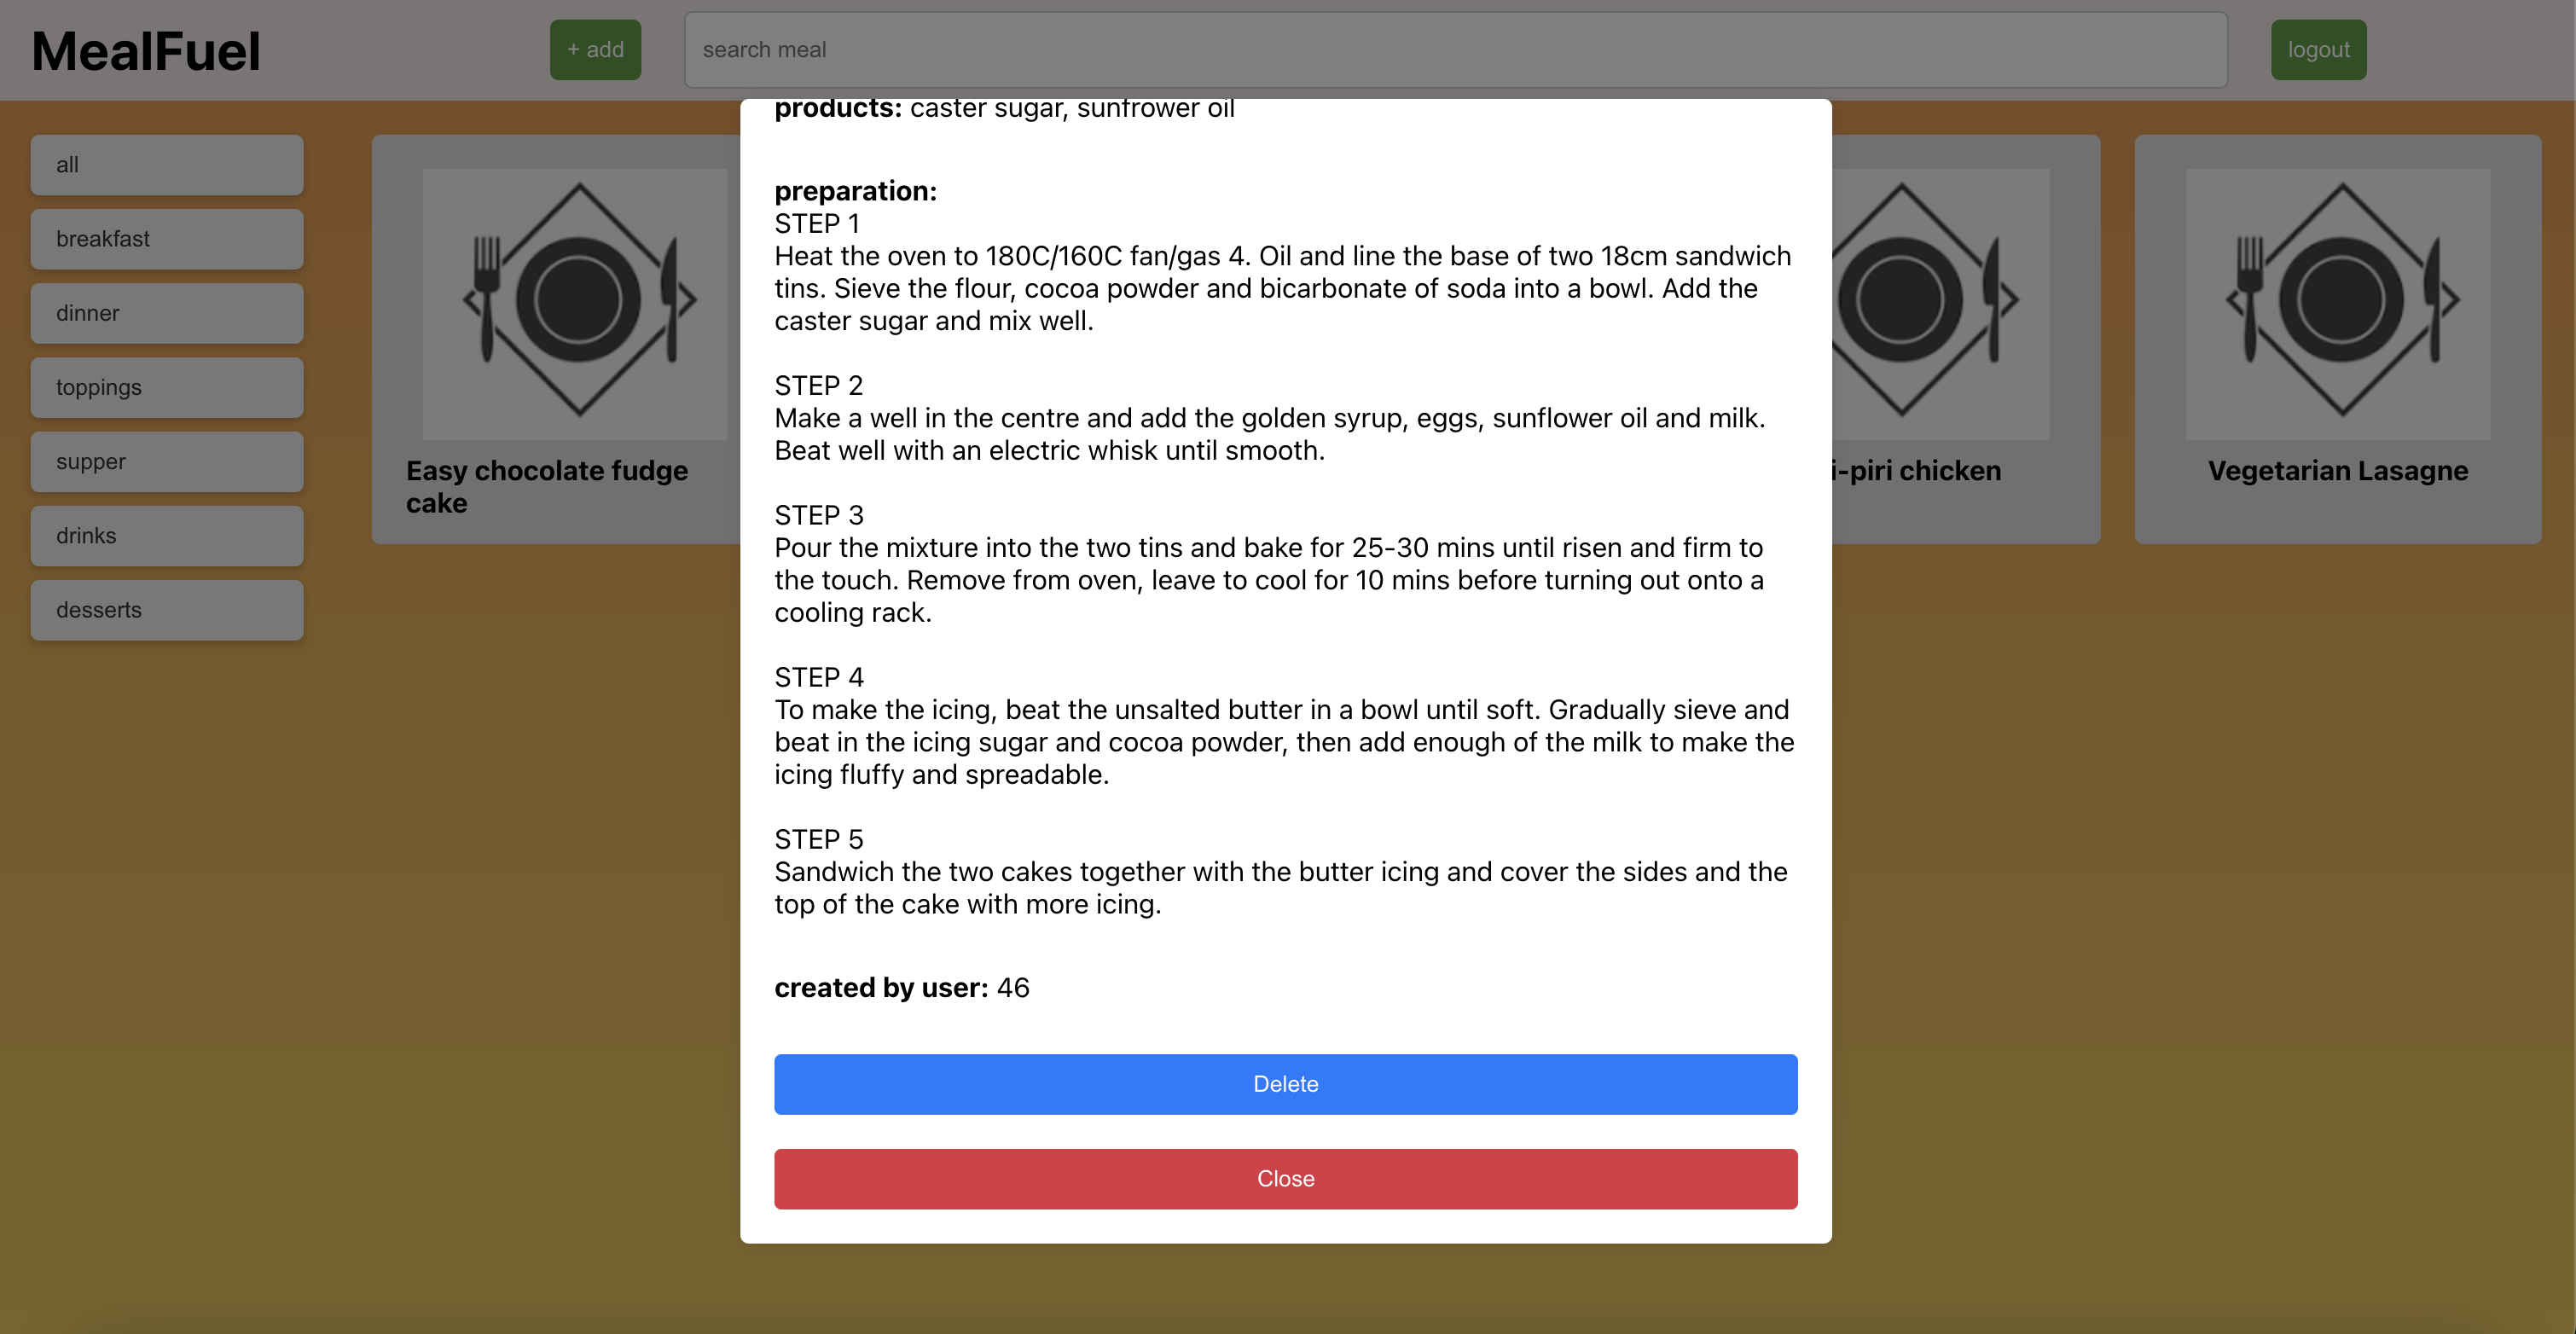 MealFuel
+ add
search meal
logout
all
breakfast
dinner
toppings
supper
drinks
desserts
Easy chocolate fudge
cake
products: caster sugar, sunfrower oil
preparation:
STEP 1
Heat the oven to 180C/160C fan/gas 4. Oil and line the base of two 18cm sandwich
tins. Sieve the flour, cocoa powder and bicarbonate of soda into a bowl. Add the
caster sugar and mix well.
STEP 2
Make a well in the centre and add the golden syrup, eggs, sunflower oil and milk.
Beat well with an electric whisk until smooth.
STEP 3
Pour the mixture into the two tins and bake for 25-30 mins until risen and firm to
the touch. Remove from oven, leave to cool for 10 mins before turning out onto a
cooling rack.
STEP 4
To make the icing, beat the unsalted butter in a bowl until soft. Gradually sieve and
beat in the icing sugar and cocoa powder, then add enough of the milk to make the
icing fluffy and spreadable.
STEP 5
Sandwich the two cakes together with the butter icing and cover the sides and the
top of the cake with more icing.
created by user: 46
Delete
Close
i-piri chicken
Vegetarian Lasagne